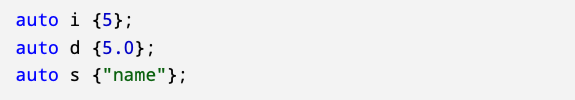 auto i {5};
auto d {5.0};
auto s {"name"};